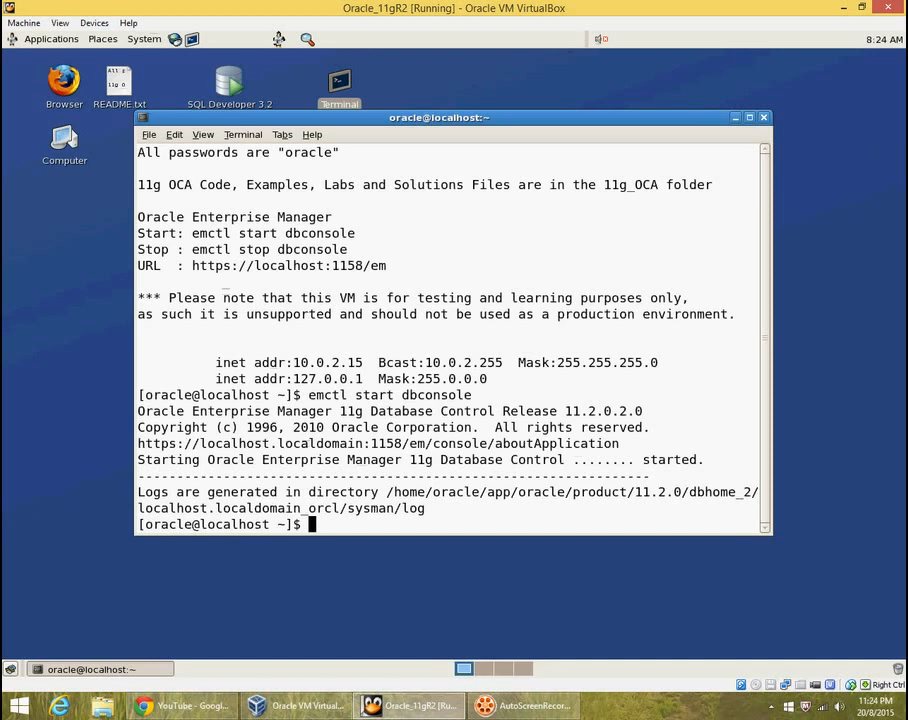 Oracle_11gR2 [Running] - Oracle VM VirtualBox
Machine View Devices Help
Applications Places System
8:24 AM
Browser
README.txt
SQL Developer 3.2
Terminal
Computer
oracle@localhost:~
File Edit View Terminal Tabs Help
All passwords are "oracle"
11g OCA Code, Examples, Labs and Solutions Files are in the 11g_OCA folder
Oracle Enterprise Manager
Start: emctl start dbconsole
Stop : emctl stop dbconsole
URL  : https://localhost:1158/em
*** Please note that this VM is for testing and learning purposes only,
as such it is unsupported and should not be used as a production environment.
inet addr:10.0.2.15  Bcast:10.0.2.255  Mask:255.255.255.0
inet addr:127.0.0.1  Mask:255.0.0.0
[oracle@localhost ~]$ emctl start dbconsole
Oracle Enterprise Manager 11g Database Control Release 11.2.0.2.0
Copyright (c) 1996, 2010 Oracle Corporation.  All rights reserved.
https://localhost.localdomain:1158/em/console/aboutApplication
Starting Oracle Enterprise Manager 11g Database Control ........ started.
------------------------------------------------------------------
Logs are generated in directory /home/oracle/app/oracle/product/11.2.0/dbhome_2/
localhost.localdomain_orcl/sysman/log
[oracle@localhost ~]$
oracle@localhost:~
Right Ctrl
YouTube - Googl...
Oracle VM Virtual...
Oracle_11gR2 [Ru...
AutoScreenRecor...
11:24 PM
20/8/2015